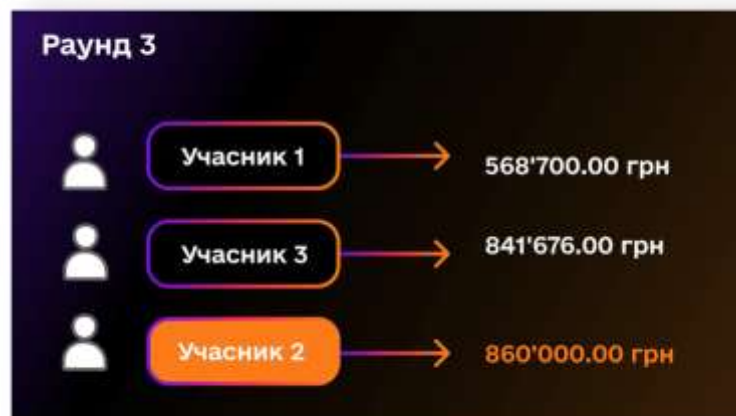 Раунд 3
Учасник 1
568'700.00 грн
Учасник 3
841'676.00 грн
Учасник 2
860'000.00 грн